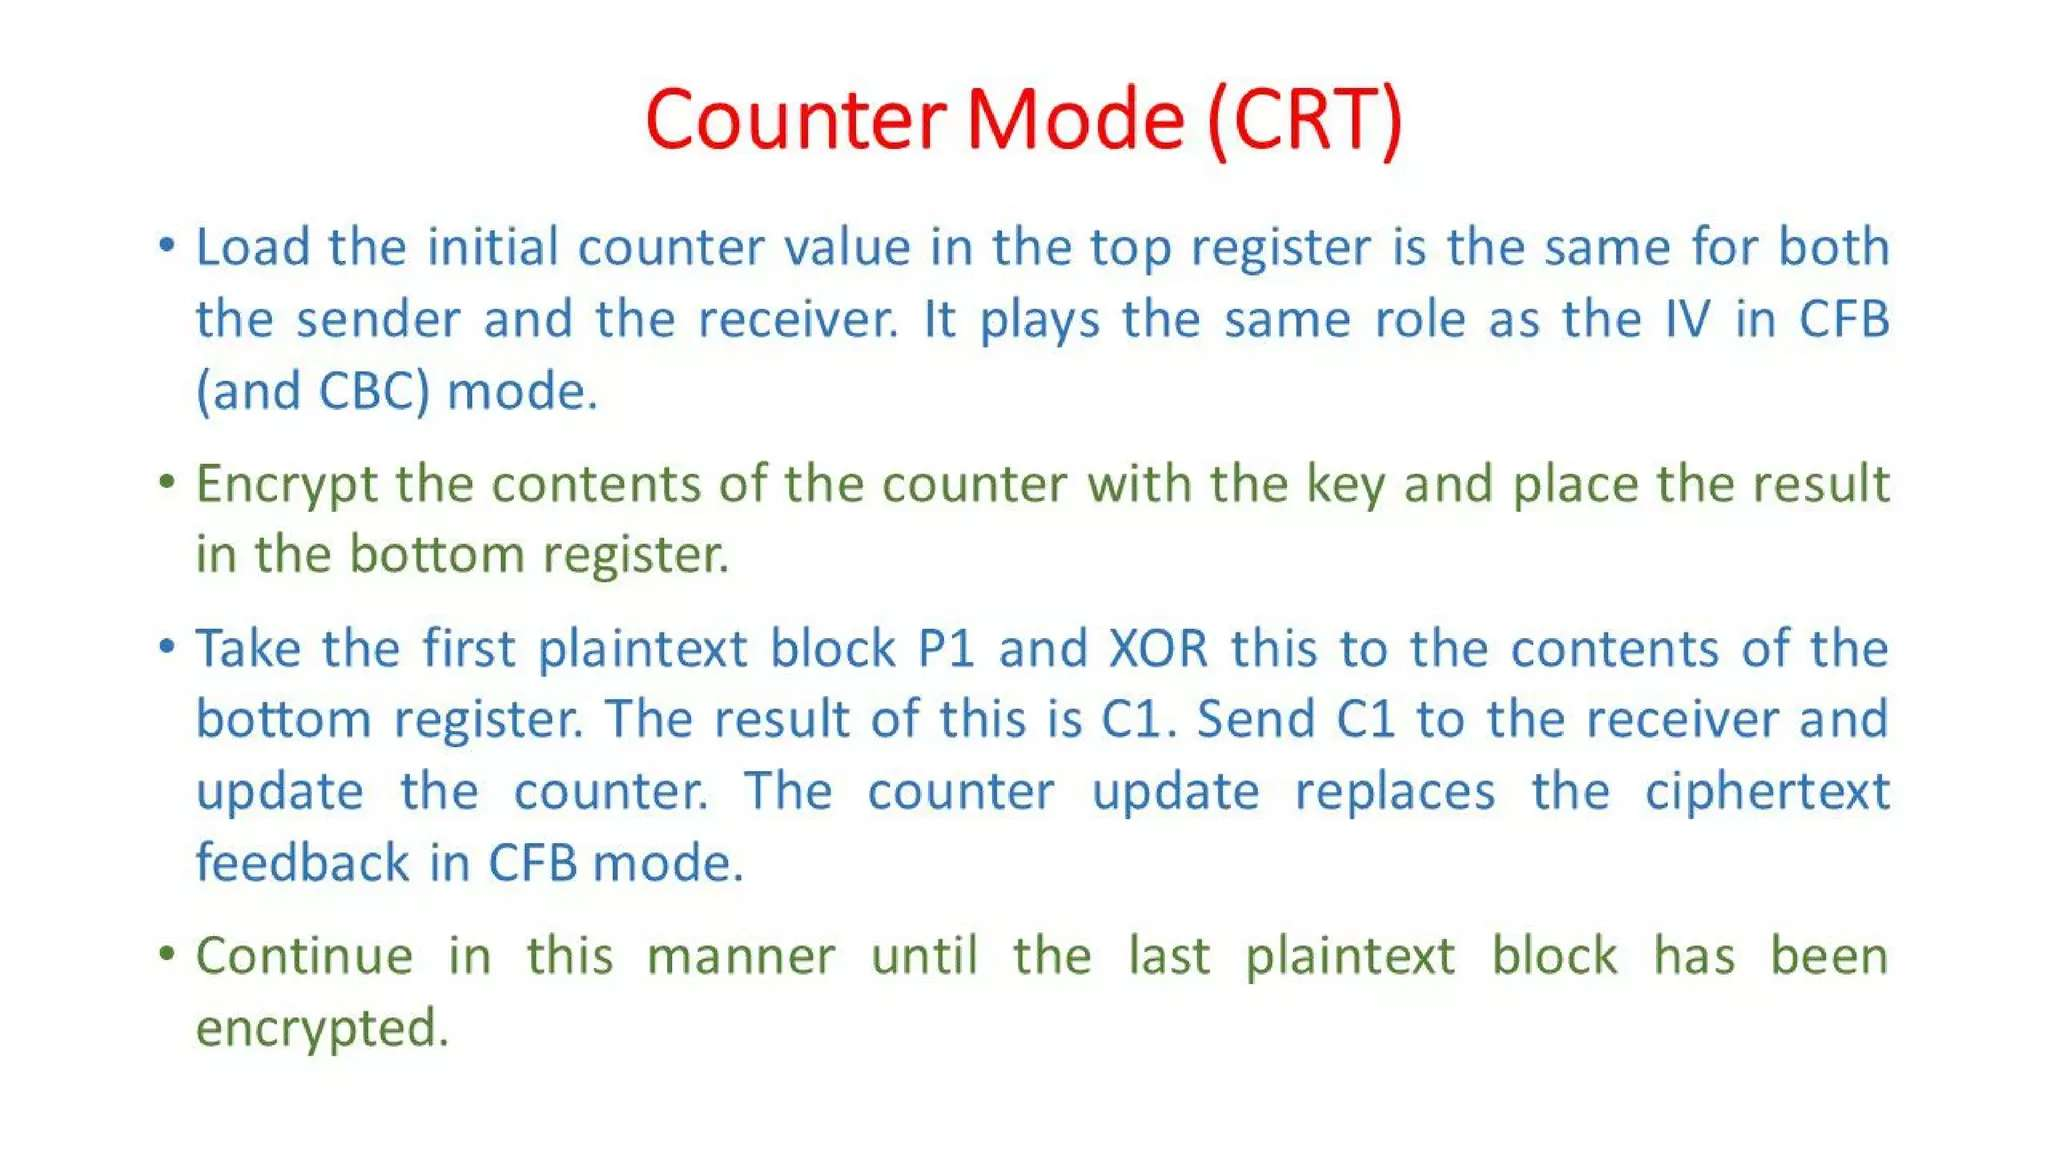 Counter Mode (CRT)
• Load the initial counter value in the top register is the same for both
the sender and the receiver. It plays the same role as the IV in CFB
(and CBC) mode.
• Encrypt the contents of the counter with the key and place the result
in the bottom register.
• Take the first plaintext block P1 and XOR this to the contents of the
bottom register. The result of this is C1. Send C1 to the receiver and
update the counter. The counter update replaces the ciphertext
feedback in CFB mode.
• Continue in this manner until the last plaintext block has been
encrypted.